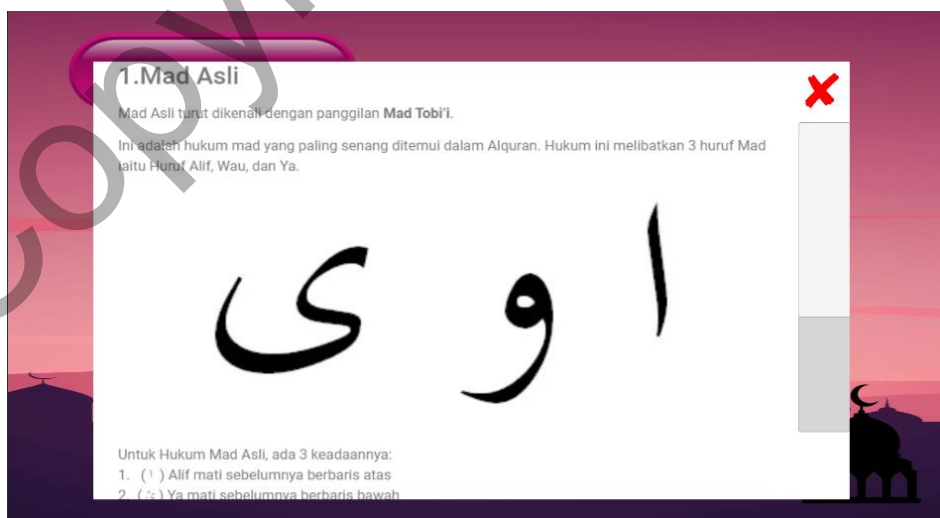 1.Mad Asli
Mad Asli turut dikenali dengan panggilan Mad Tobi'i.
Ini adalah hukum mad yang paling senang ditemui dalam Alquran. Hukum ini melibatkan 3 huruf Mad
iaitu Huruf Alif, Wau, dan Ya.
ا و ى
Untuk Hukum Mad Asli, ada 3 keadaannya:
1. ( ا ) Alif mati sebelumnya berbaris atas
2. Ya mati sebelumnya berbaris bawah